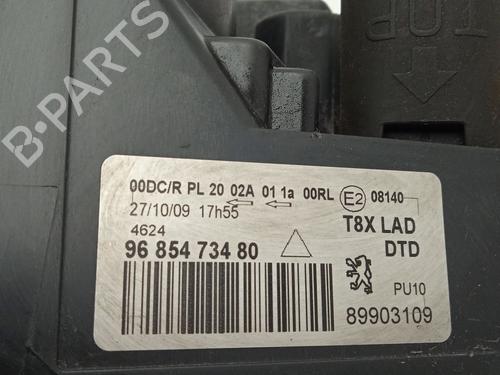 TOP
B-PARTS
00DC/R PL 20 02A 01 1a 00RL E2 08140
27/10/09 17h55
4624
T8X LAD
DTD
96 854 734 80
PU10
89903109